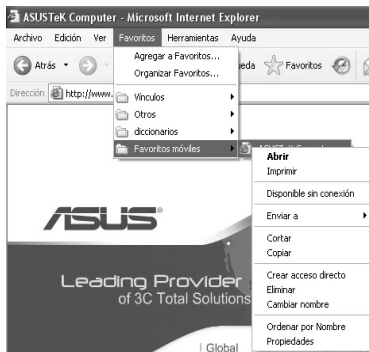 ASUSTeK Computer - Microsoft Internet Explorer
Archivo Edición Ver Favoritos Herramientas Ayuda
Atrás Favoritos
Agregar a Favoritos...
Organizar Favoritos...
Dirección http://www.
Vínculos
Otros
diccionarios
Favoritos móviles
Abrir
Imprimir
Disponible sin conexión
Enviar a
Cortar
Copiar
Crear acceso directo
Eliminar
Cambiar nombre
Ordenar por Nombre
Propiedades
ASUS®
Leading Provider
of 3C Total Solutions
| Global